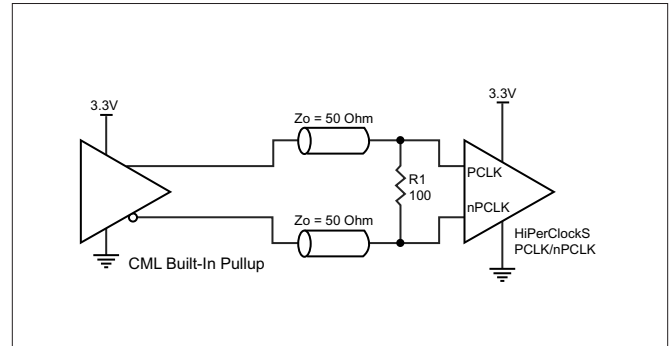 3.3V
3.3V
Zo = 50 Ohm
PCLK
R1
100
nPCLK
Zo = 50 Ohm
HiPerClockS
PCLK/nPCLK
CML Built-In Pullup